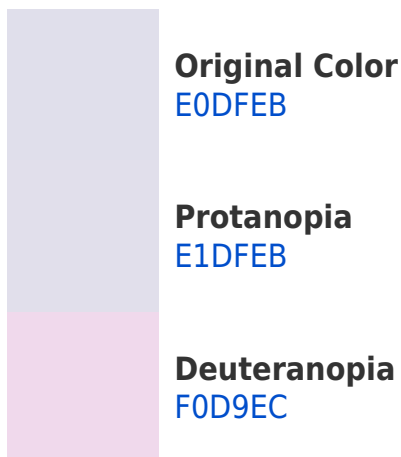 Original Color
E0DFEB
Protanopia
E1DFEB
Deuteranopia
F0D9EC